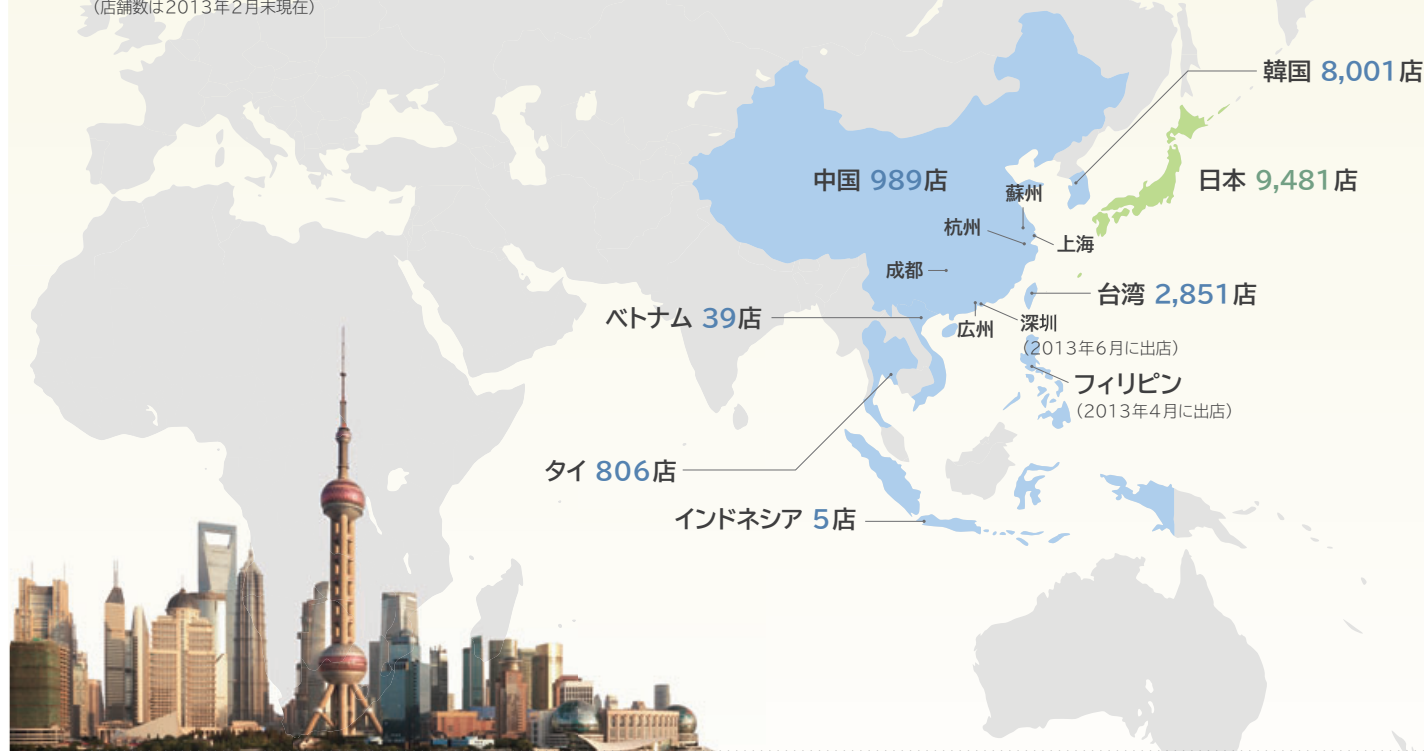 （店舗数は2013年2月末現在）
韓国 8,001店
中国 989店
日本 9,481店
蘇州
杭州
上海
成都
台湾 2,851店
ベトナム 39店
広州
深圳
（2013年6月に出店）
フィリピン
（2013年4月に出店）
タイ 806店
インドネシア 5店